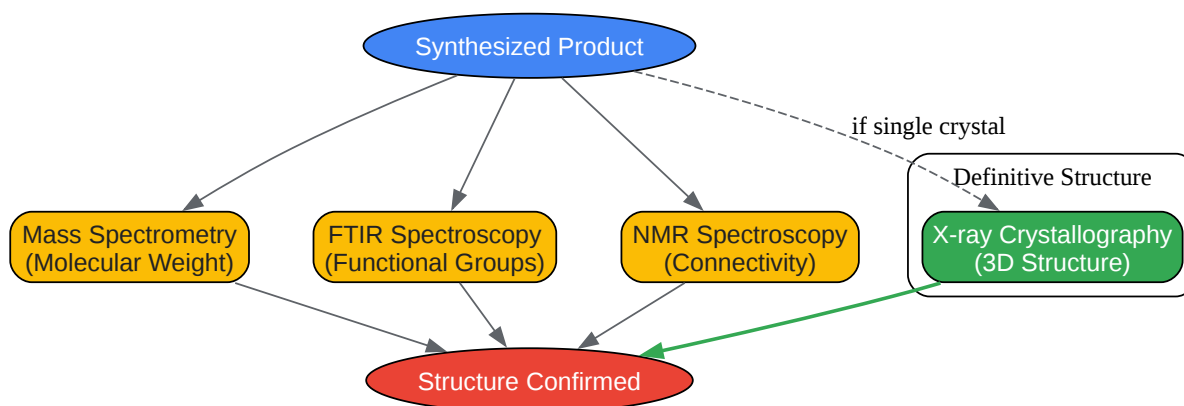 Synthesized Product
if single crystal
Definitive Structure
Mass Spectrometry
(Molecular Weight)
FTIR Spectroscopy
(Functional Groups)
NMR Spectroscopy
(Connectivity)
X-ray Crystallography
(3D Structure)
Structure Confirmed